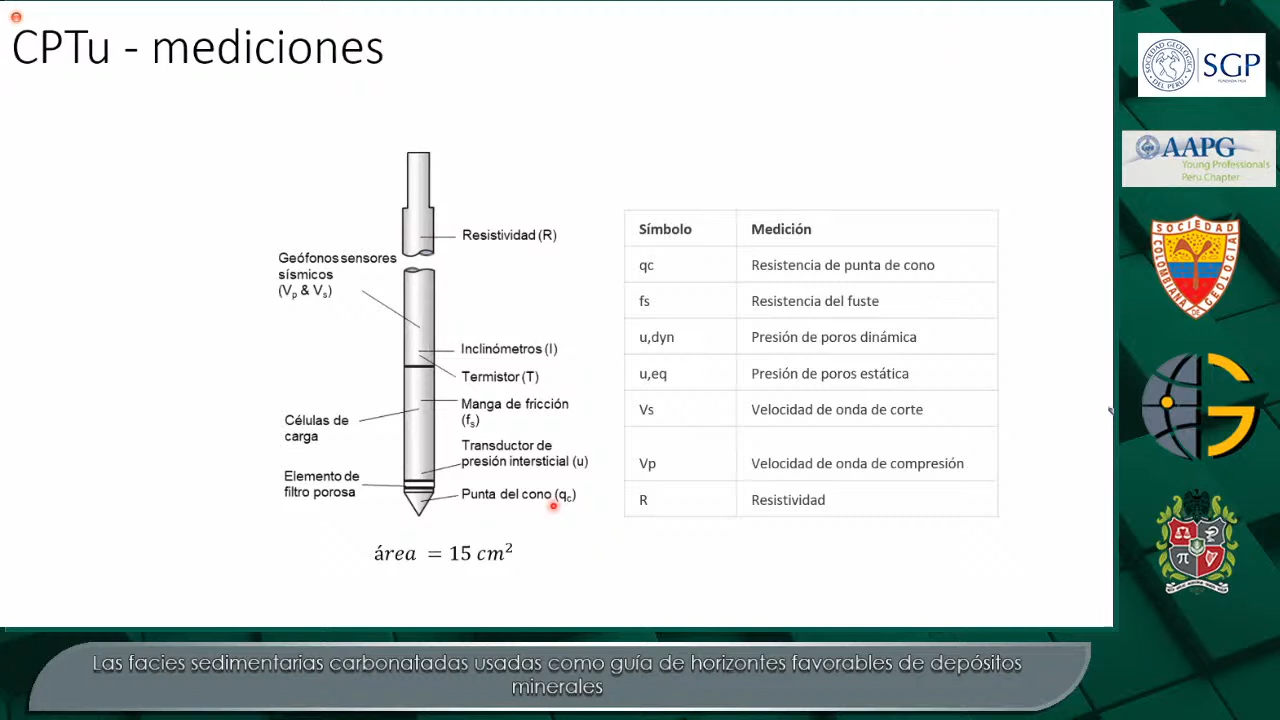 CPTu - mediciones
Resistividad (R)
Geófonos sensores
sísmicos
(Vp & Vs)
Inclinómetros (I)
Termistor (T)
Manga de fricción
(fs)
Células de
carga
Transductor de
presión intersticial (u)
Elemento de
filtro porosa
Punta del cono (qc)
área = 15 cm²
Símbolo Medición
qc Resistencia de punta de cono
fs Resistencia del fuste
u,dyn Presión de poros dinámica
u,eq Presión de poros estática
Vs Velocidad de onda de corte
Vp Velocidad de onda de compresión
R Resistividad
SOCIEDAD GEOLÓGICA
DEL PERÚ
SGP
AAPG
Young Professionals
Peru Chapter
SOCIEDAD
COLOMBIANA
DE
GEOLOGIA
Las facies sedimentarias carbonatadas usadas como guía de horizontes favorables de depósitos
minerales